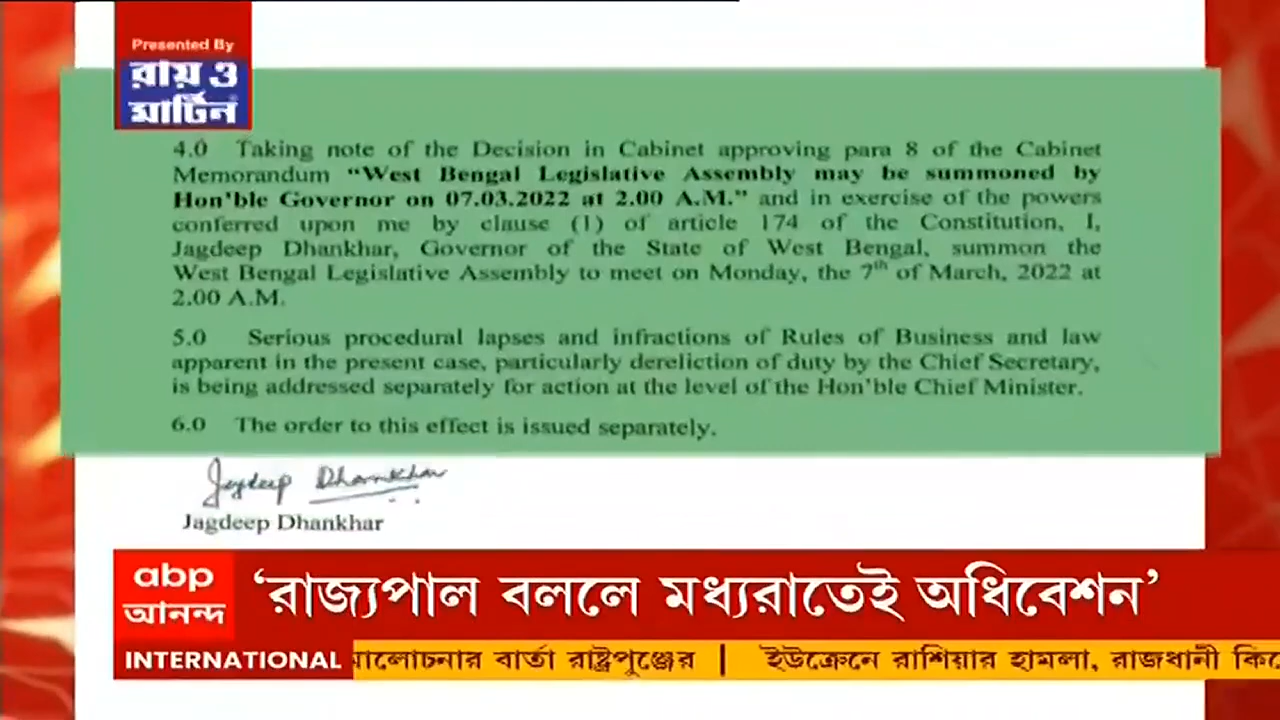 Presented By
রায় ও
মার্টিন
4.0 Taking note of the Decision in Cabinet approving para 8 of the Cabinet
Memorandum “West Bengal Legislative Assembly may be summoned by
Hon’ble Governor on 07.03.2022 at 2.00 A.M.” and in exercise of the powers
conferred upon me by clause (1) of article 174 of the Constitution, I,
Jagdeep Dhankhar, Governor of the State of West Bengal, summon the
West Bengal Legislative Assembly to meet on Monday, the 7th of March, 2022 at
2.00 A.M.
5.0 Serious procedural lapses and infractions of Rules of Business and law
apparent in the present case, particularly dereliction of duty by the Chief Secretary,
is being addressed separately for action at the level of the Hon’ble Chief Minister.
6.0 The order to this effect is issued separately.
Jagdeep Dhankhar
Jagdeep Dhankhar
abp
আনন্দ
‘রাজ্যপাল বললে মধ্যরাতেই অধিবেশন’
INTERNATIONAL
বার্তা রাষ্ট্রপুঞ্জের | ইউক্রেনে রাশিয়ার হামলা, রাজধানী